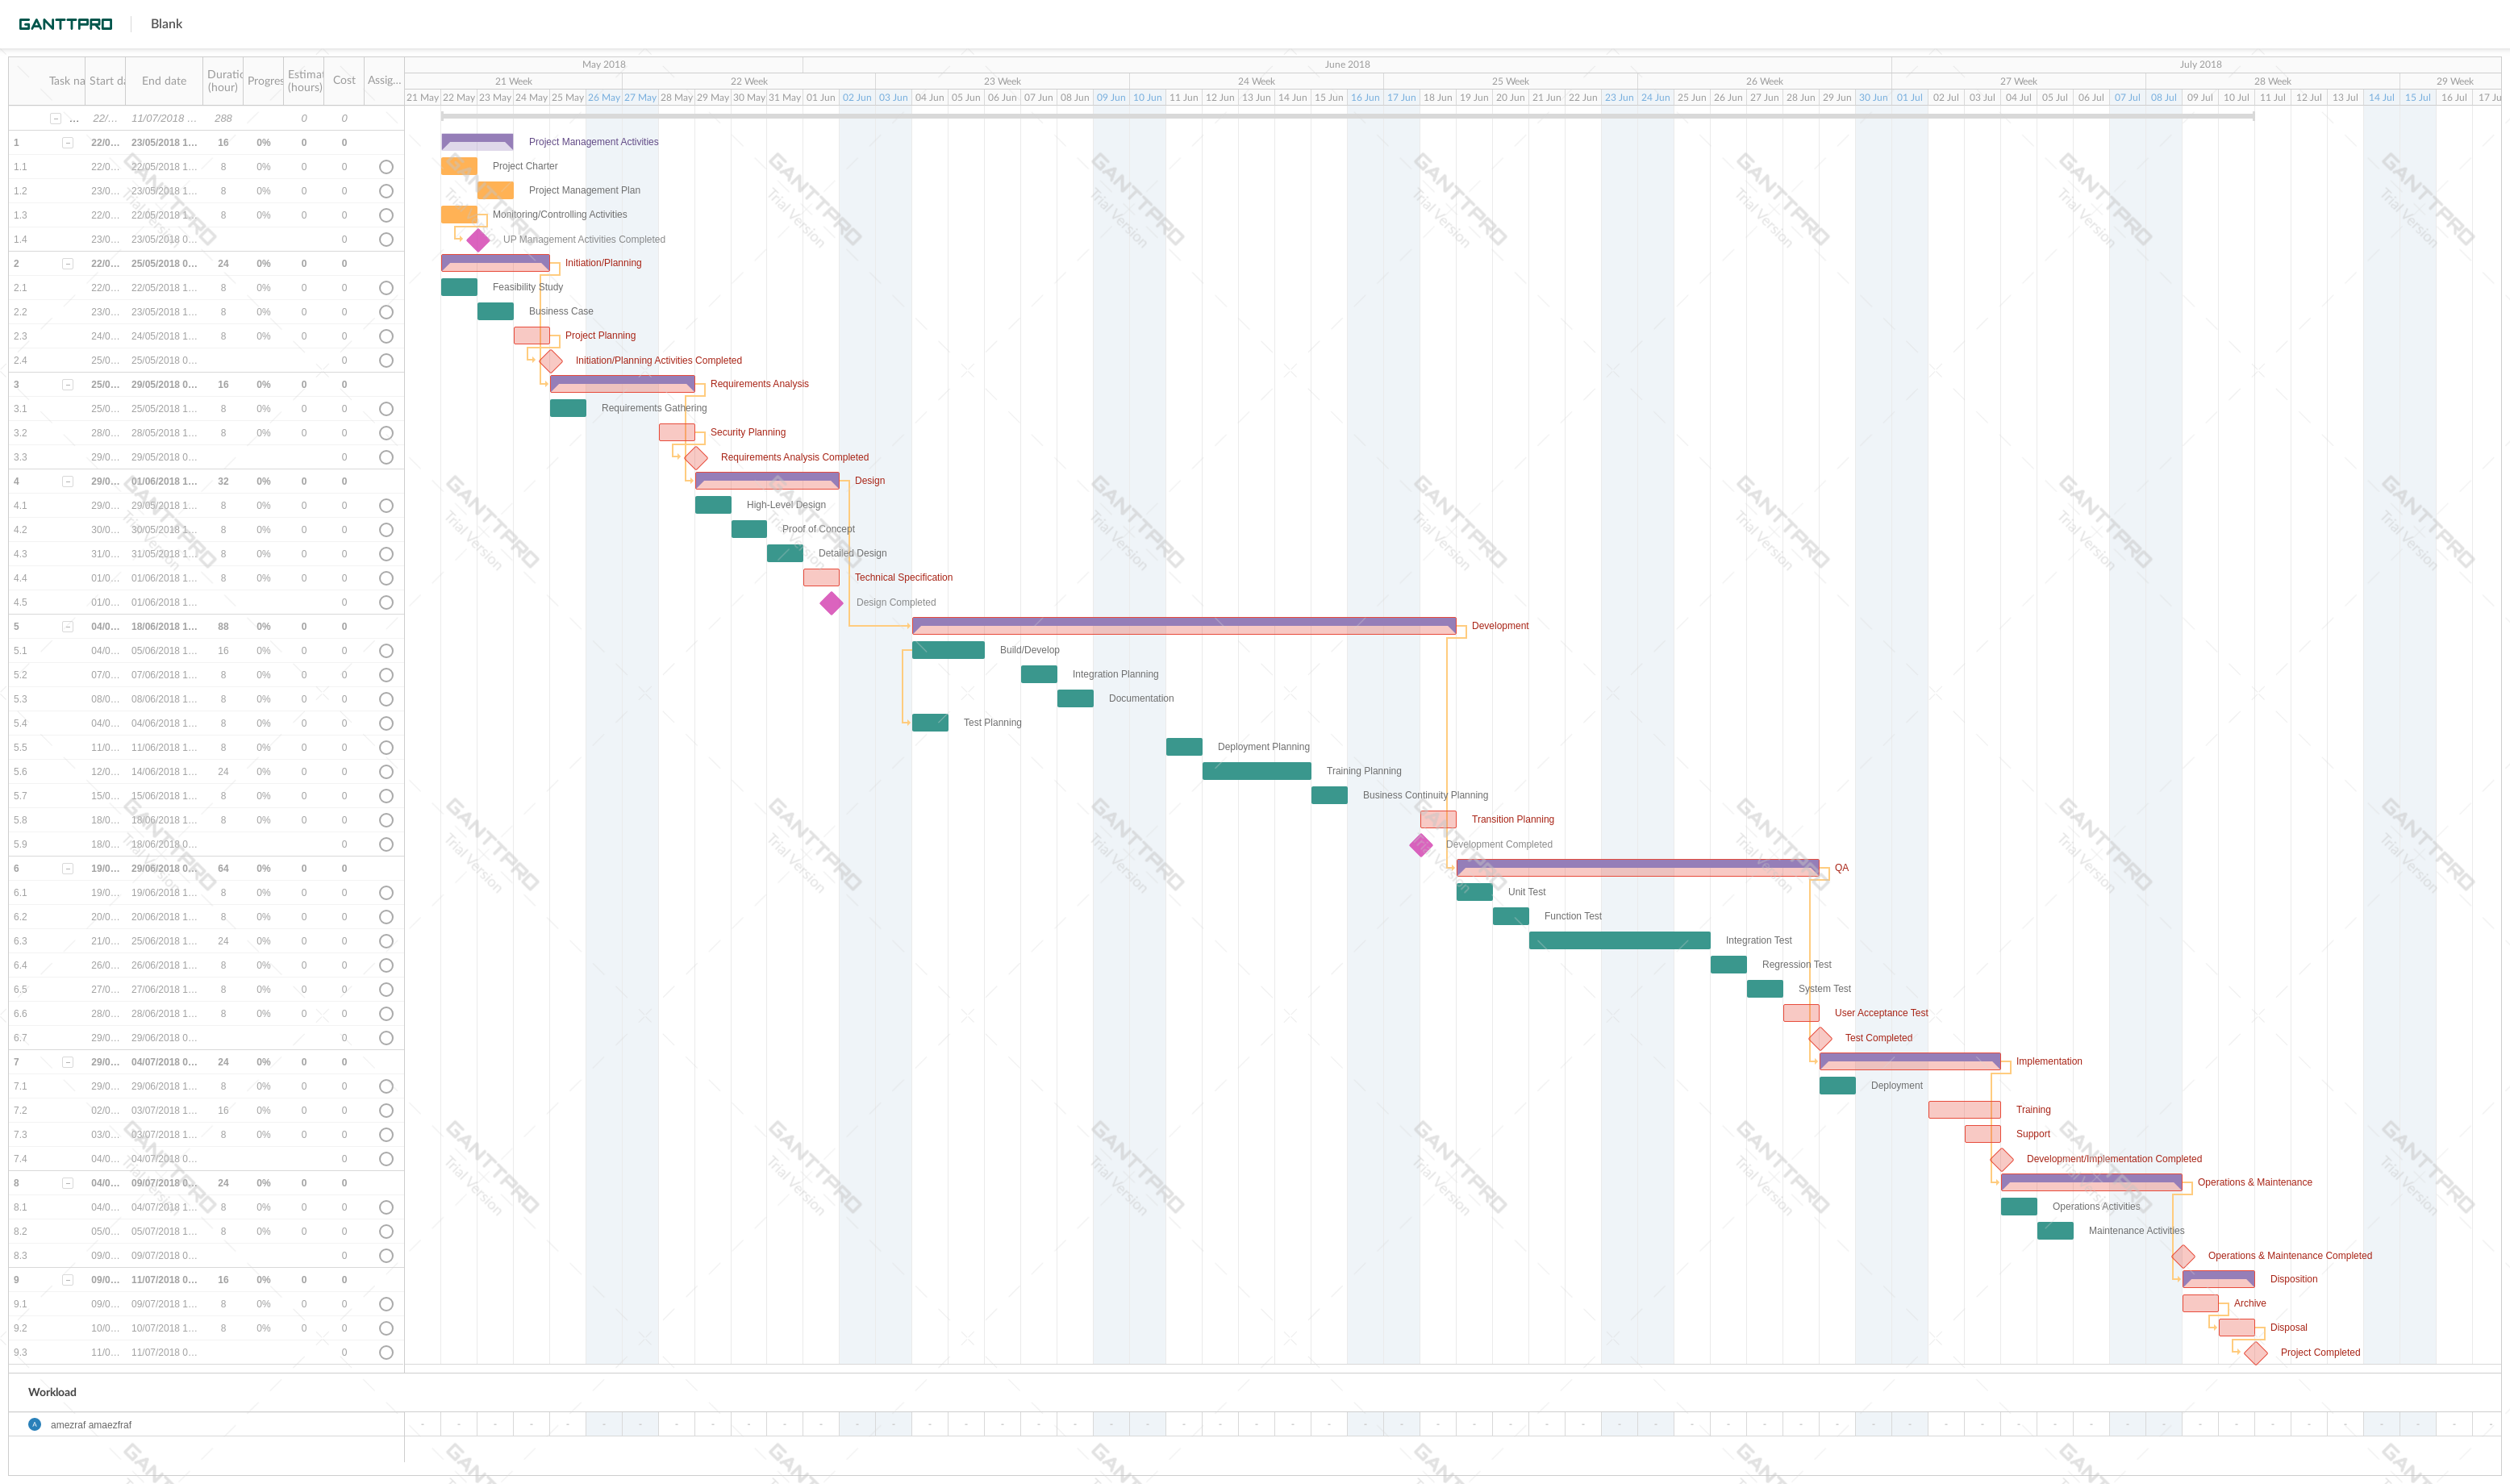 GANTTPRO Blank
Task na Start da End date Duratio (hour) Progres Estimat (hours) Cost Assig...
May 2018 June 2018 July 2018
21 Week 22 Week 23 Week 24 Week 25 Week 26 Week 27 Week 28 Week 29 Week
21 May 22 May 23 May 24 May 25 May 26 May 27 May 28 May 29 May 30 May 31 May 01 Jun 02 Jun 03 Jun 04 Jun 05 Jun 06 Jun 07 Jun 08 Jun 09 Jun 10 Jun 11 Jun 12 Jun 13 Jun 14 Jun 15 Jun 16 Jun 17 Jun 18 Jun 19 Jun 20 Jun 21 Jun 22 Jun 23 Jun 24 Jun 25 Jun 26 Jun 27 Jun 28 Jun 29 Jun 30 Jun 01 Jul 02 Jul 03 Jul 04 Jul 05 Jul 06 Jul 07 Jul 08 Jul 09 Jul 10 Jul 11 Jul 12 Jul 13 Jul 14 Jul 15 Jul 16 Jul 17 Ju
... 22/... 11/07/2018 ... 288 0 0
1 22/0... 23/05/2018 1... 16 0% 0 0 Project Management Activities
1.1 22/0... 22/05/2018 1... 8 0% 0 0 Project Charter
1.2 23/0... 23/05/2018 1... 8 0% 0 0 Project Management Plan
1.3 22/0... 22/05/2018 1... 8 0% 0 0 Monitoring/Controlling Activities
1.4 23/0... 23/05/2018 0... 0 UP Management Activities Completed
2 22/0... 25/05/2018 0... 24 0% 0 0 Initiation/Planning
2.1 22/0... 22/05/2018 1... 8 0% 0 0 Feasibility Study
2.2 23/0... 23/05/2018 1... 8 0% 0 0 Business Case
2.3 24/0... 24/05/2018 1... 8 0% 0 0 Project Planning
2.4 25/0... 25/05/2018 0... 0 Initiation/Planning Activities Completed
3 25/0... 29/05/2018 0... 16 0% 0 0 Requirements Analysis
3.1 25/0... 25/05/2018 1... 8 0% 0 0 Requirements Gathering
3.2 28/0... 28/05/2018 1... 8 0% 0 0 Security Planning
3.3 29/0... 29/05/2018 0... 0 Requirements Analysis Completed
4 29/0... 01/06/2018 1... 32 0% 0 0 Design
4.1 29/0... 29/05/2018 1... 8 0% 0 0 High-Level Design
4.2 30/0... 30/05/2018 1... 8 0% 0 0 Proof of Concept
4.3 31/0... 31/05/2018 1... 8 0% 0 0 Detailed Design
4.4 01/0... 01/06/2018 1... 8 0% 0 0 Technical Specification
4.5 01/0... 01/06/2018 1... 0 Design Completed
5 04/0... 18/06/2018 1... 88 0% 0 0 Development
5.1 04/0... 05/06/2018 1... 16 0% 0 0 Build/Develop
5.2 07/0... 07/06/2018 1... 8 0% 0 0 Integration Planning
5.3 08/0... 08/06/2018 1... 8 0% 0 0 Documentation
5.4 04/0... 04/06/2018 1... 8 0% 0 0 Test Planning
5.5 11/0... 11/06/2018 1... 8 0% 0 0 Deployment Planning
5.6 12/0... 14/06/2018 1... 24 0% 0 0 Training Planning
5.7 15/0... 15/06/2018 1... 8 0% 0 0 Business Continuity Planning
5.8 18/0... 18/06/2018 1... 8 0% 0 0 Transition Planning
5.9 18/0... 18/06/2018 0... 0 Development Completed
6 19/0... 29/06/2018 0... 64 0% 0 0 QA
6.1 19/0... 19/06/2018 1... 8 0% 0 0 Unit Test
6.2 20/0... 20/06/2018 1... 8 0% 0 0 Function Test
6.3 21/0... 25/06/2018 1... 24 0% 0 0 Integration Test
6.4 26/0... 26/06/2018 1... 8 0% 0 0 Regression Test
6.5 27/0... 27/06/2018 1... 8 0% 0 0 System Test
6.6 28/0... 28/06/2018 1... 8 0% 0 0 User Acceptance Test
6.7 29/0... 29/06/2018 0... 0 Test Completed
7 29/0... 04/07/2018 0... 24 0% 0 0 Implementation
7.1 29/0... 29/06/2018 1... 8 0% 0 0 Deployment
7.2 02/0... 03/07/2018 1... 16 0% 0 0 Training
7.3 03/0... 03/07/2018 1... 8 0% 0 0 Support
7.4 04/0... 04/07/2018 0... 0 Development/Implementation Completed
8 04/0... 09/07/2018 0... 24 0% 0 0 Operations & Maintenance
8.1 04/0... 04/07/2018 1... 8 0% 0 0 Operations Activities
8.2 05/0... 05/07/2018 1... 8 0% 0 0 Maintenance Activities
8.3 09/0... 09/07/2018 0... 0 Operations & Maintenance Completed
9 09/0... 11/07/2018 0... 16 0% 0 0 Disposition
9.1 09/0... 09/07/2018 1... 8 0% 0 0 Archive
9.2 10/0... 10/07/2018 1... 8 0% 0 0 Disposal
9.3 11/0... 11/07/2018 0... 0 Project Completed
Workload
A amezraf amaezfraf
GANTTPRO
Trial Version